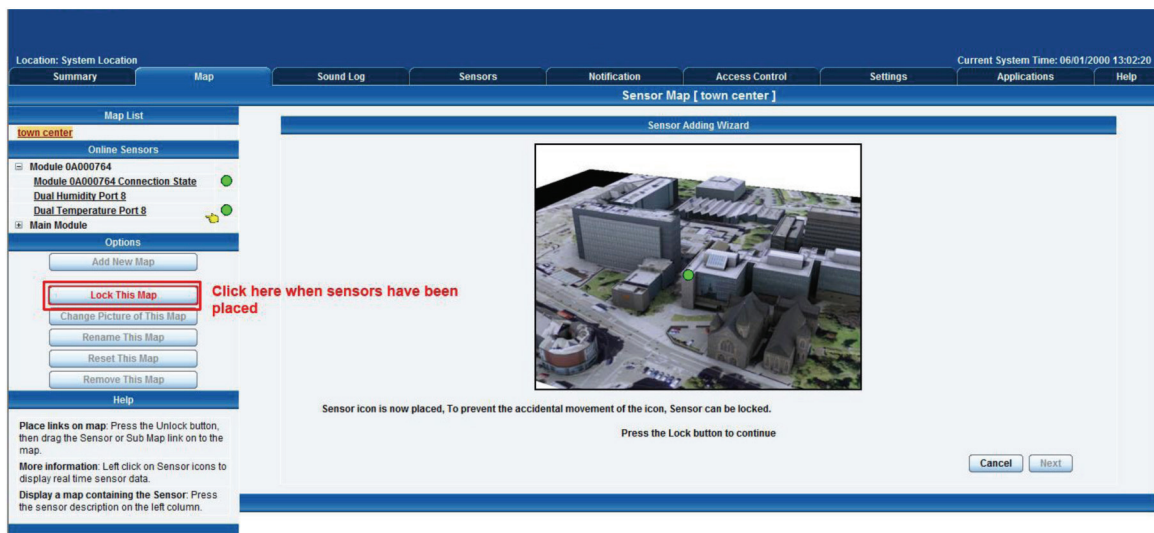 Location: System Location
Current System Time: 06/01/2000 13:02:20
Summary Map Sound Log Sensors Notification Access Control Settings Applications Help
Sensor Map [ town center ]
Map List
town center
Online Sensors
Module 0A000764
Module 0A000764 Connection State
Dual Humidity Port 8
Dual Temperature Port 8
Main Module
Options
Add New Map
Lock This Map
Change Picture of This Map
Rename This Map
Reset This Map
Remove This Map
Help
Place links on map: Press the Unlock button,
then drag the Sensor or Sub Map link on to the
map.
More information: Left click on Sensor icons to
display real time sensor data.
Display a map containing the Sensor: Press
the sensor description on the left column.
Click here when sensors have been
placed
Sensor Adding Wizard
Sensor icon is now placed, To prevent the accidental movement of the icon, Sensor can be locked.
Press the Lock button to continue
Cancel Next